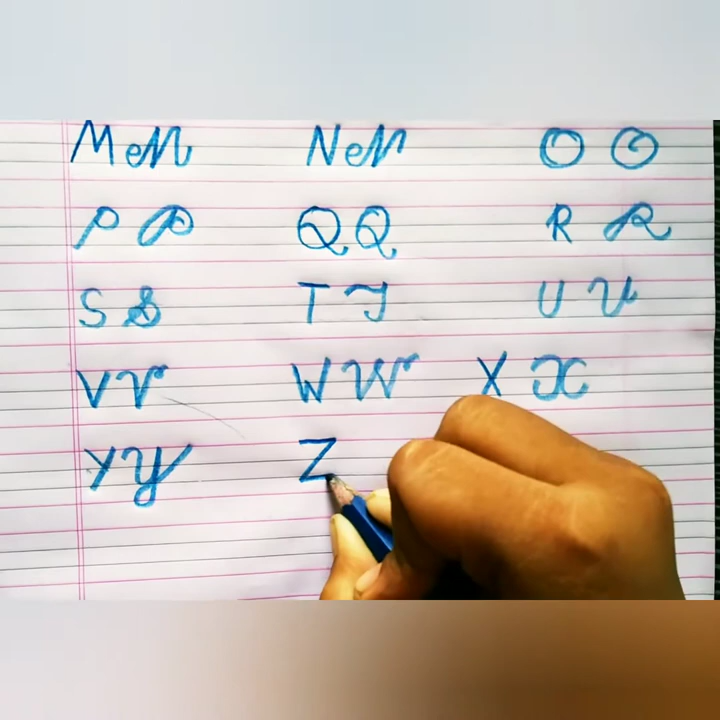 M M N N O O
P P Q Q R R
S S T T U U
V V W W X X
Y Y Z